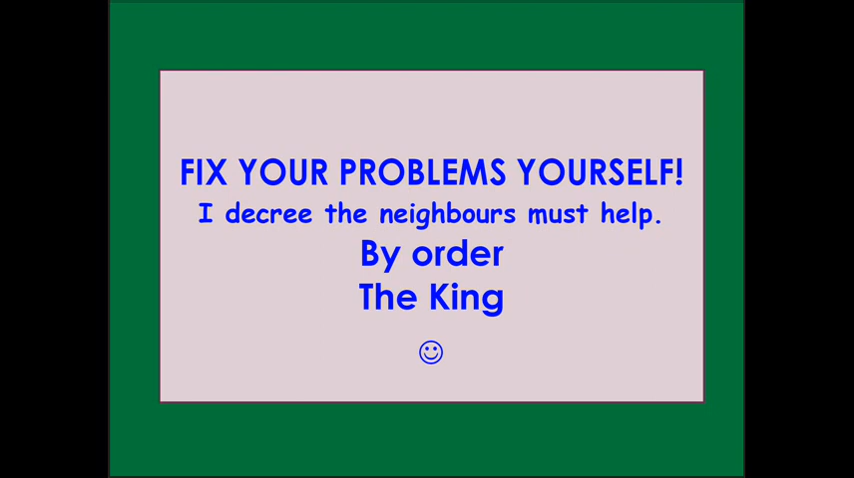 FIX YOUR PROBLEMS YOURSELF!
I decree the neighbours must help.
By order
The King
☺